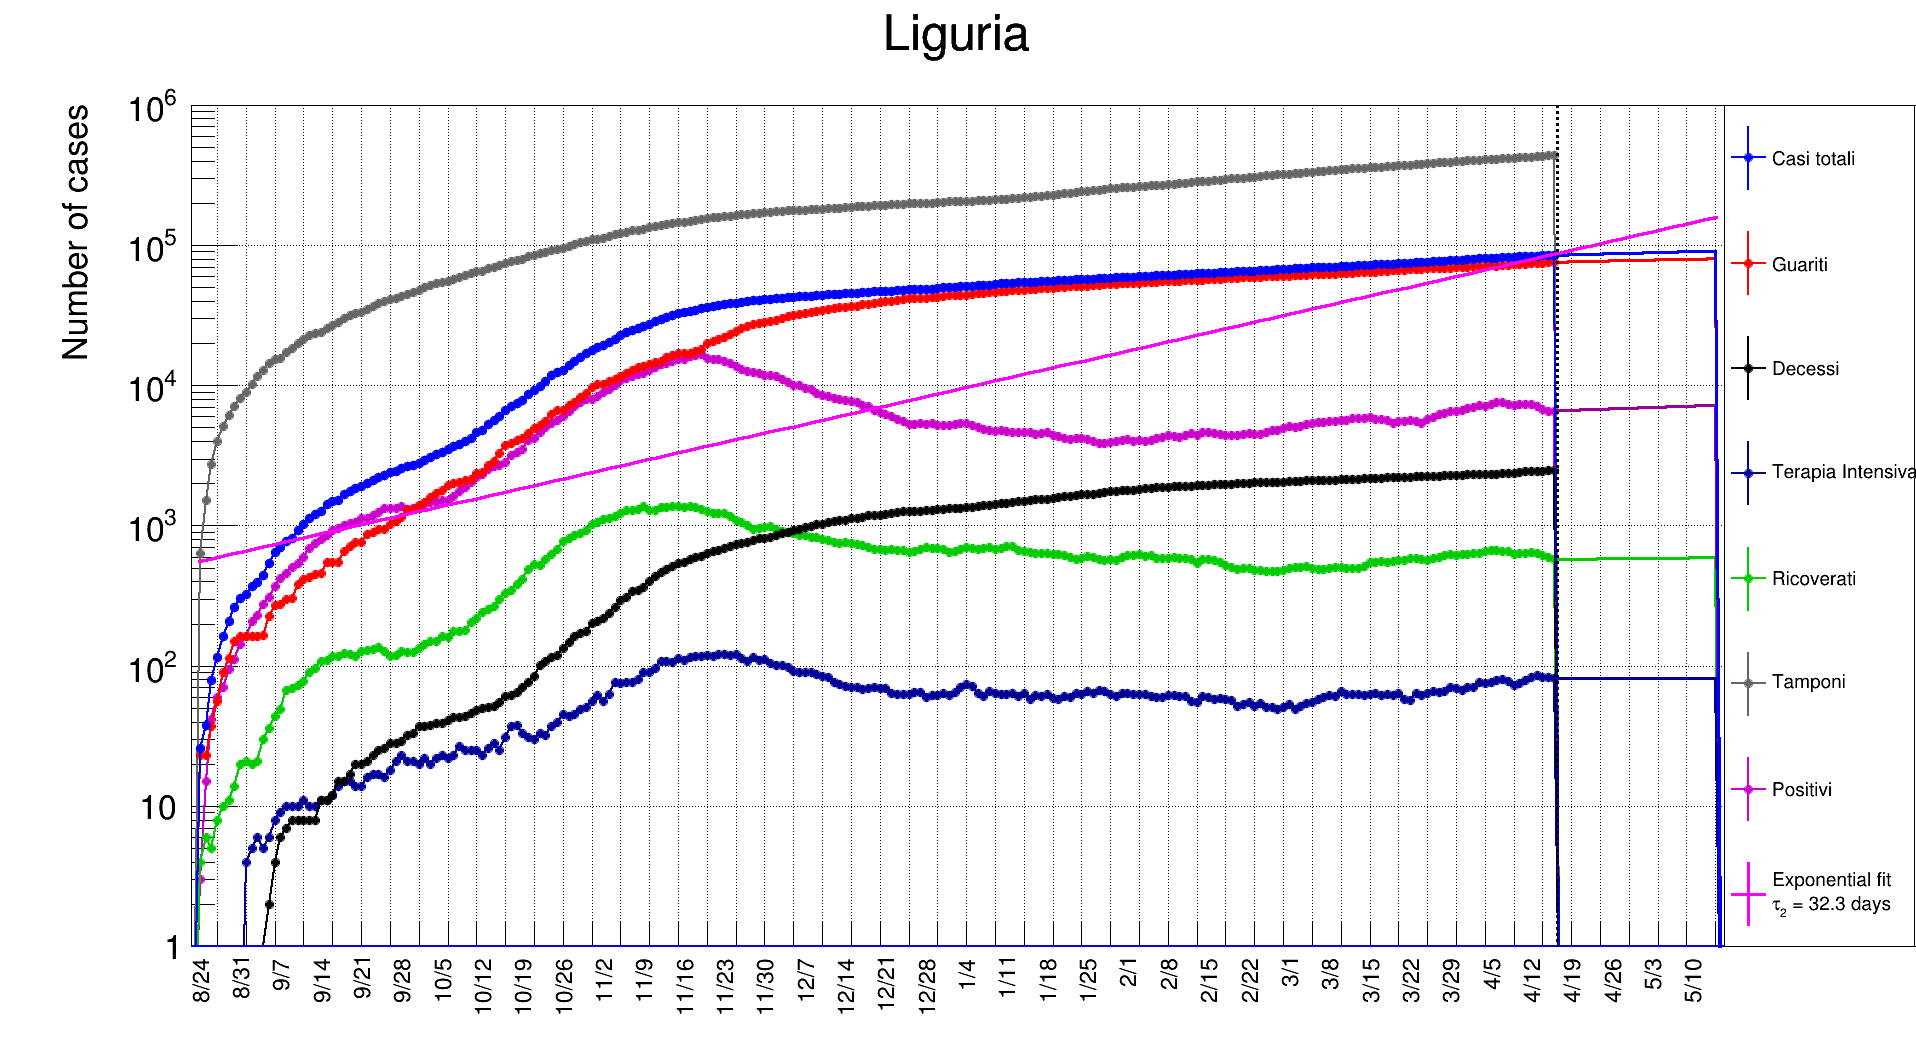 Liguria
Number of cases
10^6
10^5
10^4
10^3
10^2
10
1
8/24 8/31 9/7 9/14 9/21 9/28 10/5 10/12 10/19 10/26 11/2 11/9 11/16 11/23 11/30 12/7 12/14 12/21 12/28 1/4 1/11 1/18 1/25 2/1 2/8 2/15 2/22 3/1 3/8 3/15 3/22 3/29 4/5 4/12 4/19 4/26 5/3 5/10
Casi totali
Guariti
Decessi
Terapia Intensiva
Ricoverati
Tamponi
Positivi
Exponential fit
τ₂ = 32.3 days